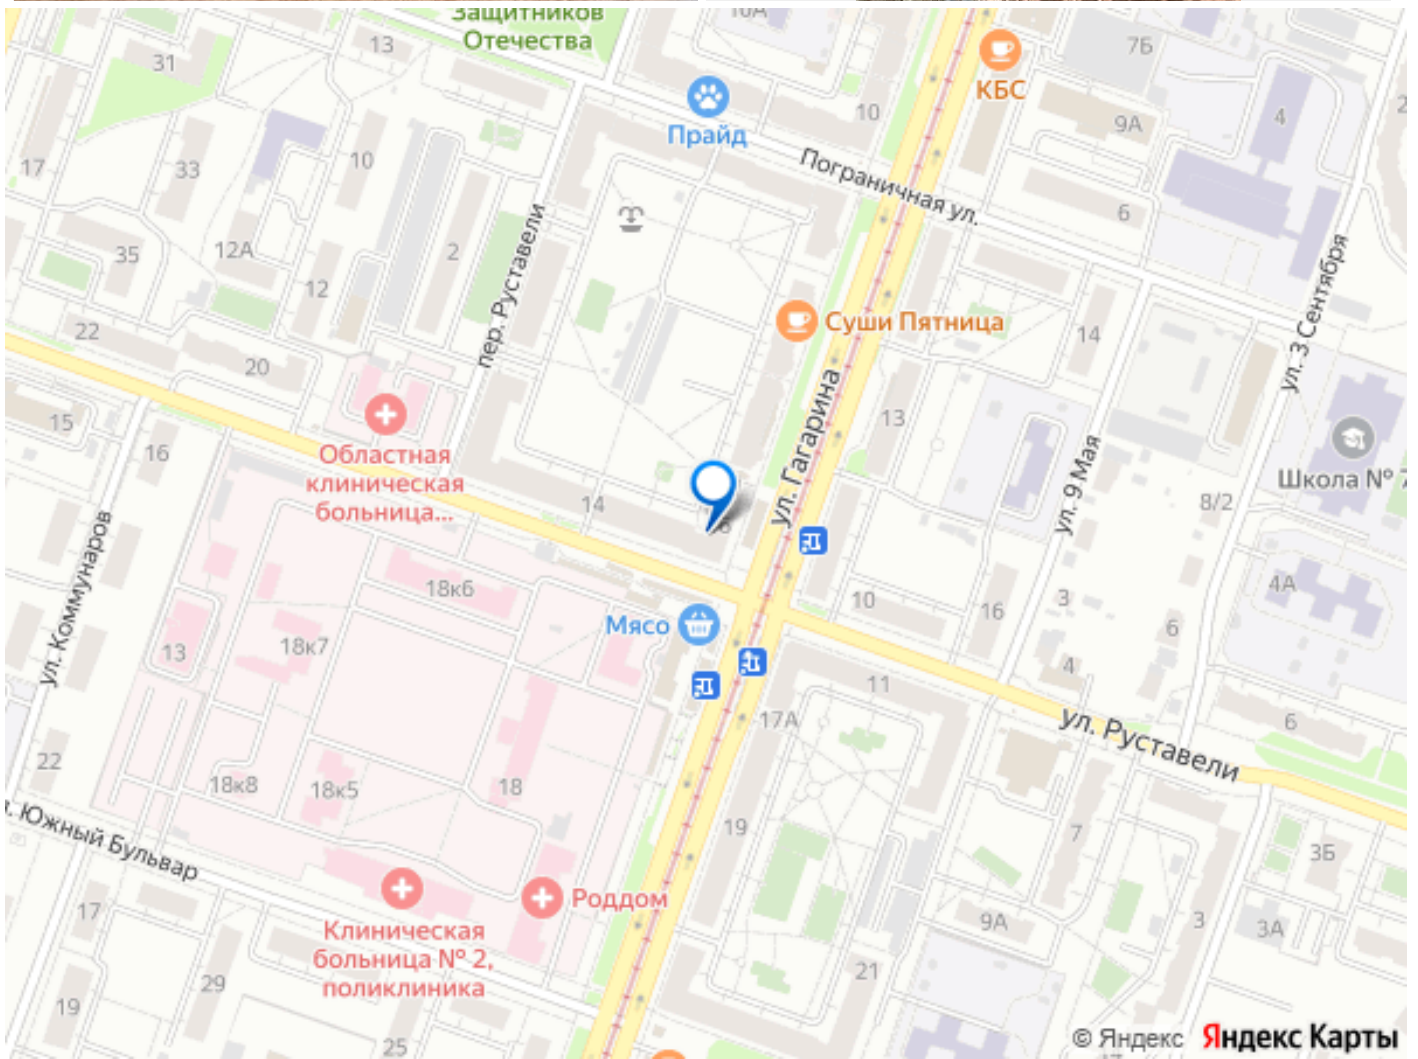 Защитников
Отечества
10А
13
31
КБС
7Б
10
9А
4
Прайд
Пограничная ул.
17
33
10
2
6
35
12А
12
пер. Руставели
ул. 3 Сентября
22
20
Суши Пятница
14
15
16
Областная
клиническая
больница...
ул. Гагарина
13
ул. 9 Мая
Школа № 7
14
8/2
ул. Коммунаров
18к6
10
16
3
4А
Мясо
6
13
18к7
4
11
17А
ул. Руставели
6
22
18к8
18к5
18
ул. Южный Бульвар
19
7
3Б
Роддом
17
Клиническая
больница № 2,
поликлиника
9А
3
3А
29
21
19
25
© Яндекс Яндекс Карты